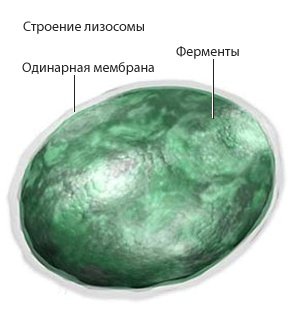 Строение лизосомы
Ферменты
Одинарная мембрана